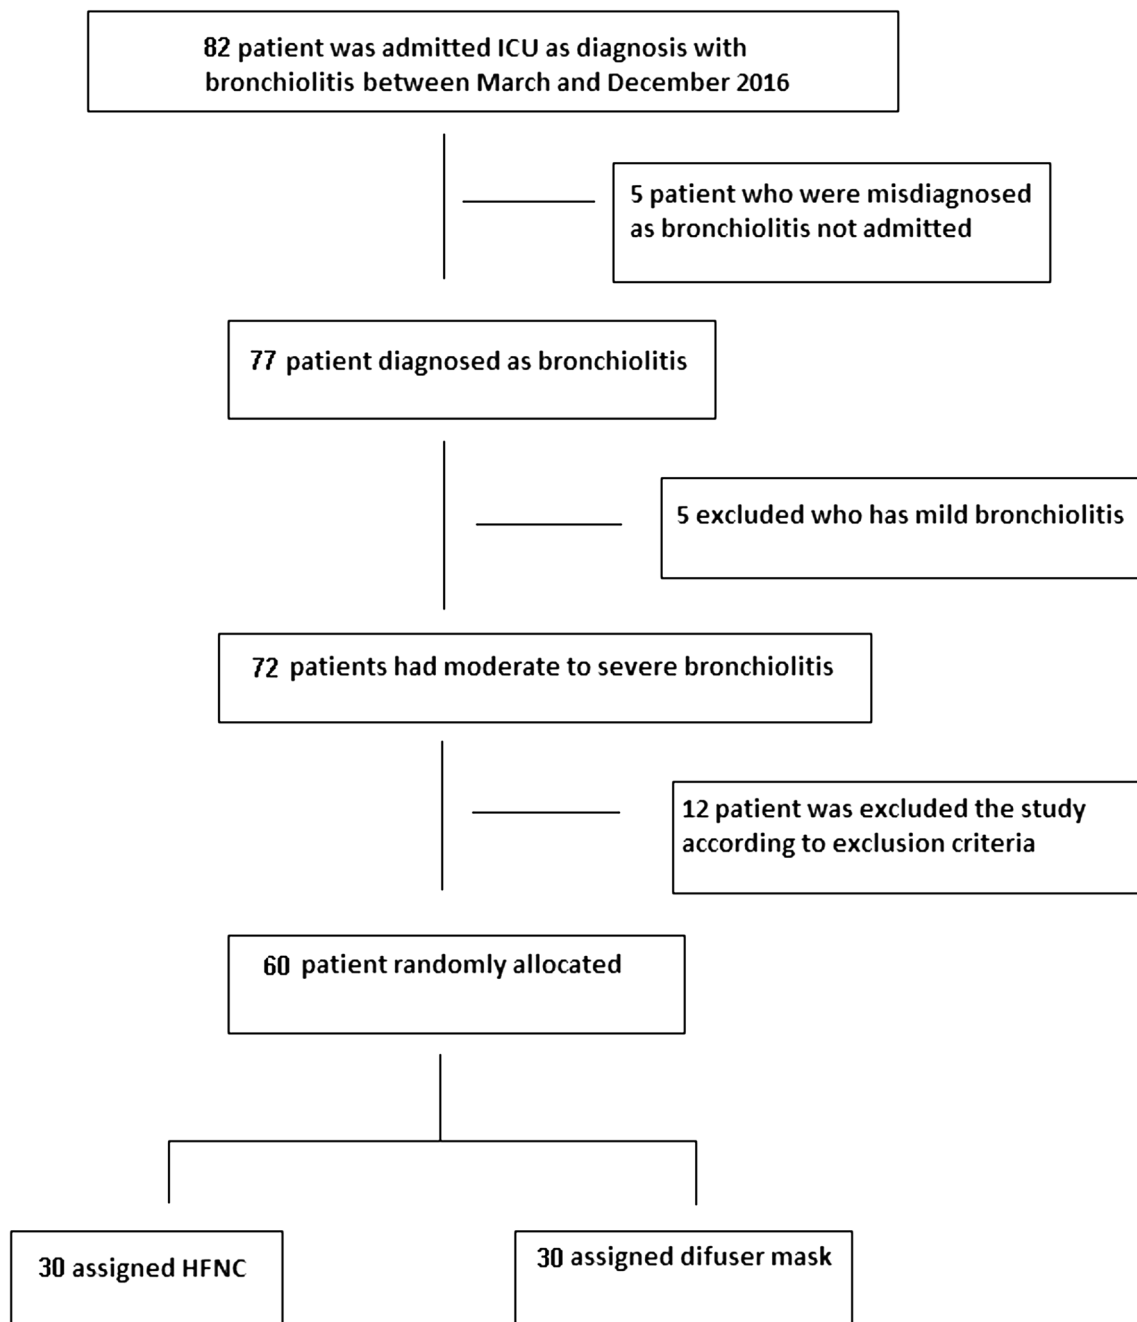 82 patient was admitted ICU as diagnosis with
bronchiolitis between March and December 2016
5 patient who were misdiagnosed
as bronchiolitis not admitted
77 patient diagnosed as bronchiolitis
5 excluded who has mild bronchiolitis
72 patients had moderate to severe bronchiolitis
12 patient was excluded the study
according to exclusion criteria
60 patient randomly allocated
30 assigned HFNC
30 assigned difuser mask